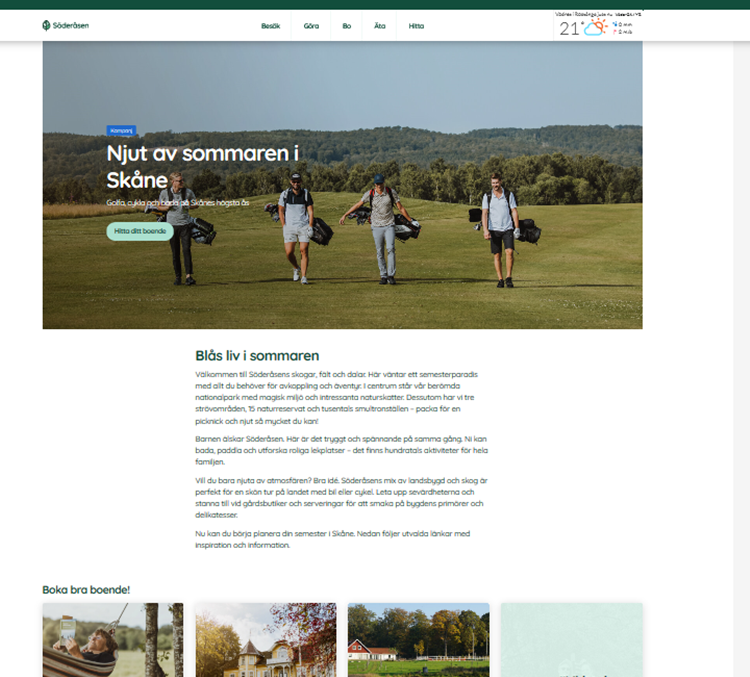 Söderåsen
Besök
Göra
Bo
Äta
Hitta
21°
0 mm
Kampanj
Njut av sommaren i
Skåne
Golfa, cykla och bada på Skånes högsta ås
Hitta ditt boende
Blås liv i sommaren
Välkommen till Söderåsens skogar, fält och dalar. Här väntar ett semesterparadis
med allt du behöver för avkoppling och äventyr. I centrum står vår berömda
nationalpark med magisk miljö och intressanta naturskatter. Dessutom har vi tre
strövområden, 15 naturreservat och tusentals smultronställen – packa för en
picknick och njut så mycket du kan!
Barnen älskar Söderåsen. Här är det tryggt och spännande på samma gång. Ni kan
bada, paddla och utforska roliga lekplatser – det finns hundratals aktiviteter för hela
familjen.
Vill du bara njuta av atmosfären? Bra idé. Söderåsens mix av landsbygd och skog är
perfekt för en skön tur på landet med bil eller cykel. Leta upp sevärdheterna och
stanna till vid gårdsbutiker och serveringar för att smaka på bygdens primörer och
delikatesser.
Nu kan du börja planera din semester i Skåne. Nedan följer utvalda länkar med
inspiration och information.
Boka bra boende!